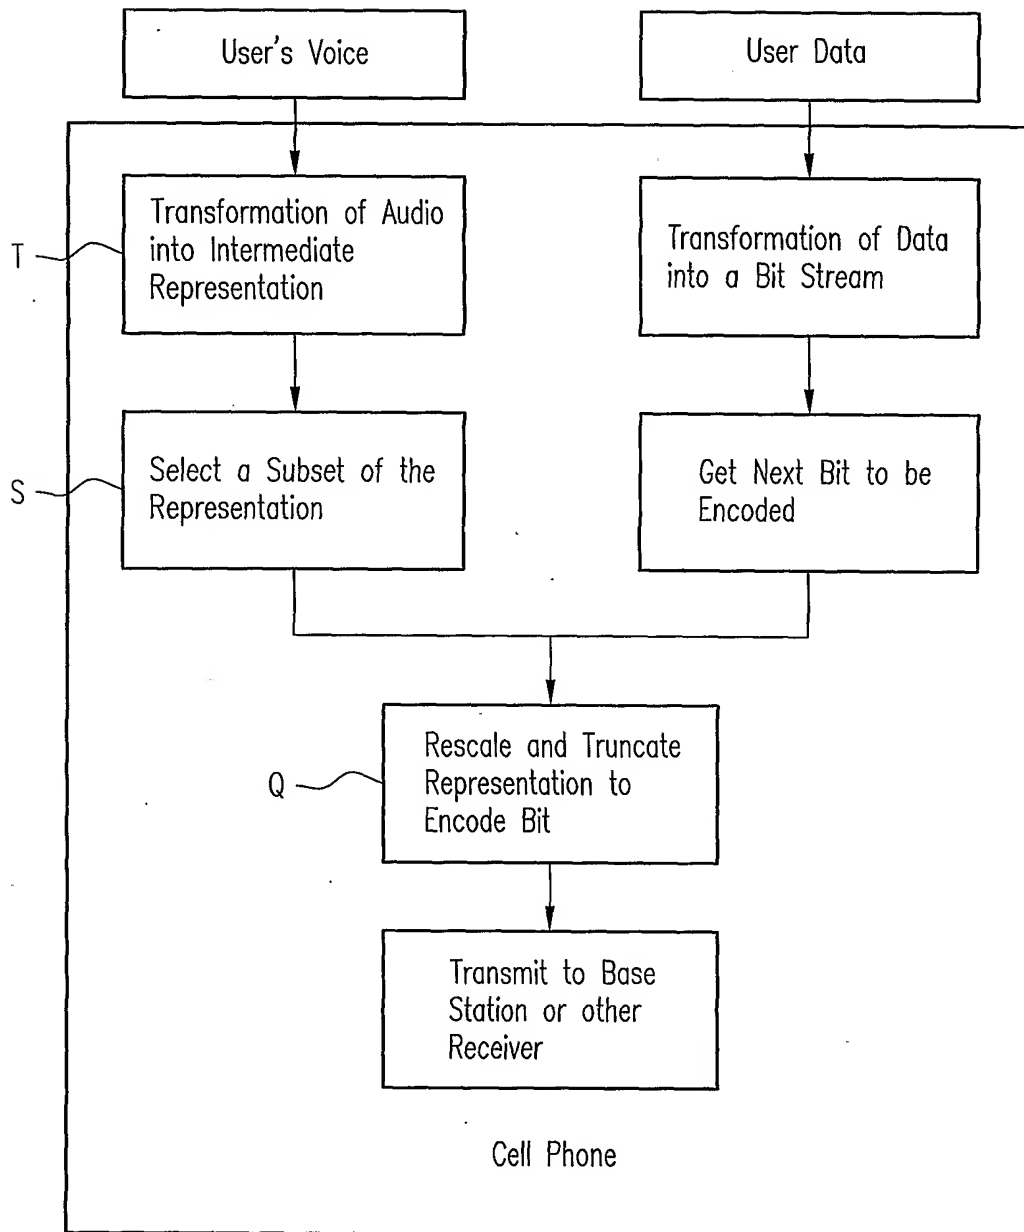 User's Voice
User Data
T
Transformation of Audio
into Intermediate
Representation
Transformation of Data
into a Bit Stream
S
Select a Subset of the
Representation
Get Next Bit to be
Encoded
Q
Rescale and Truncate
Representation to
Encode Bit
Transmit to Base
Station or other
Receiver
Cell Phone